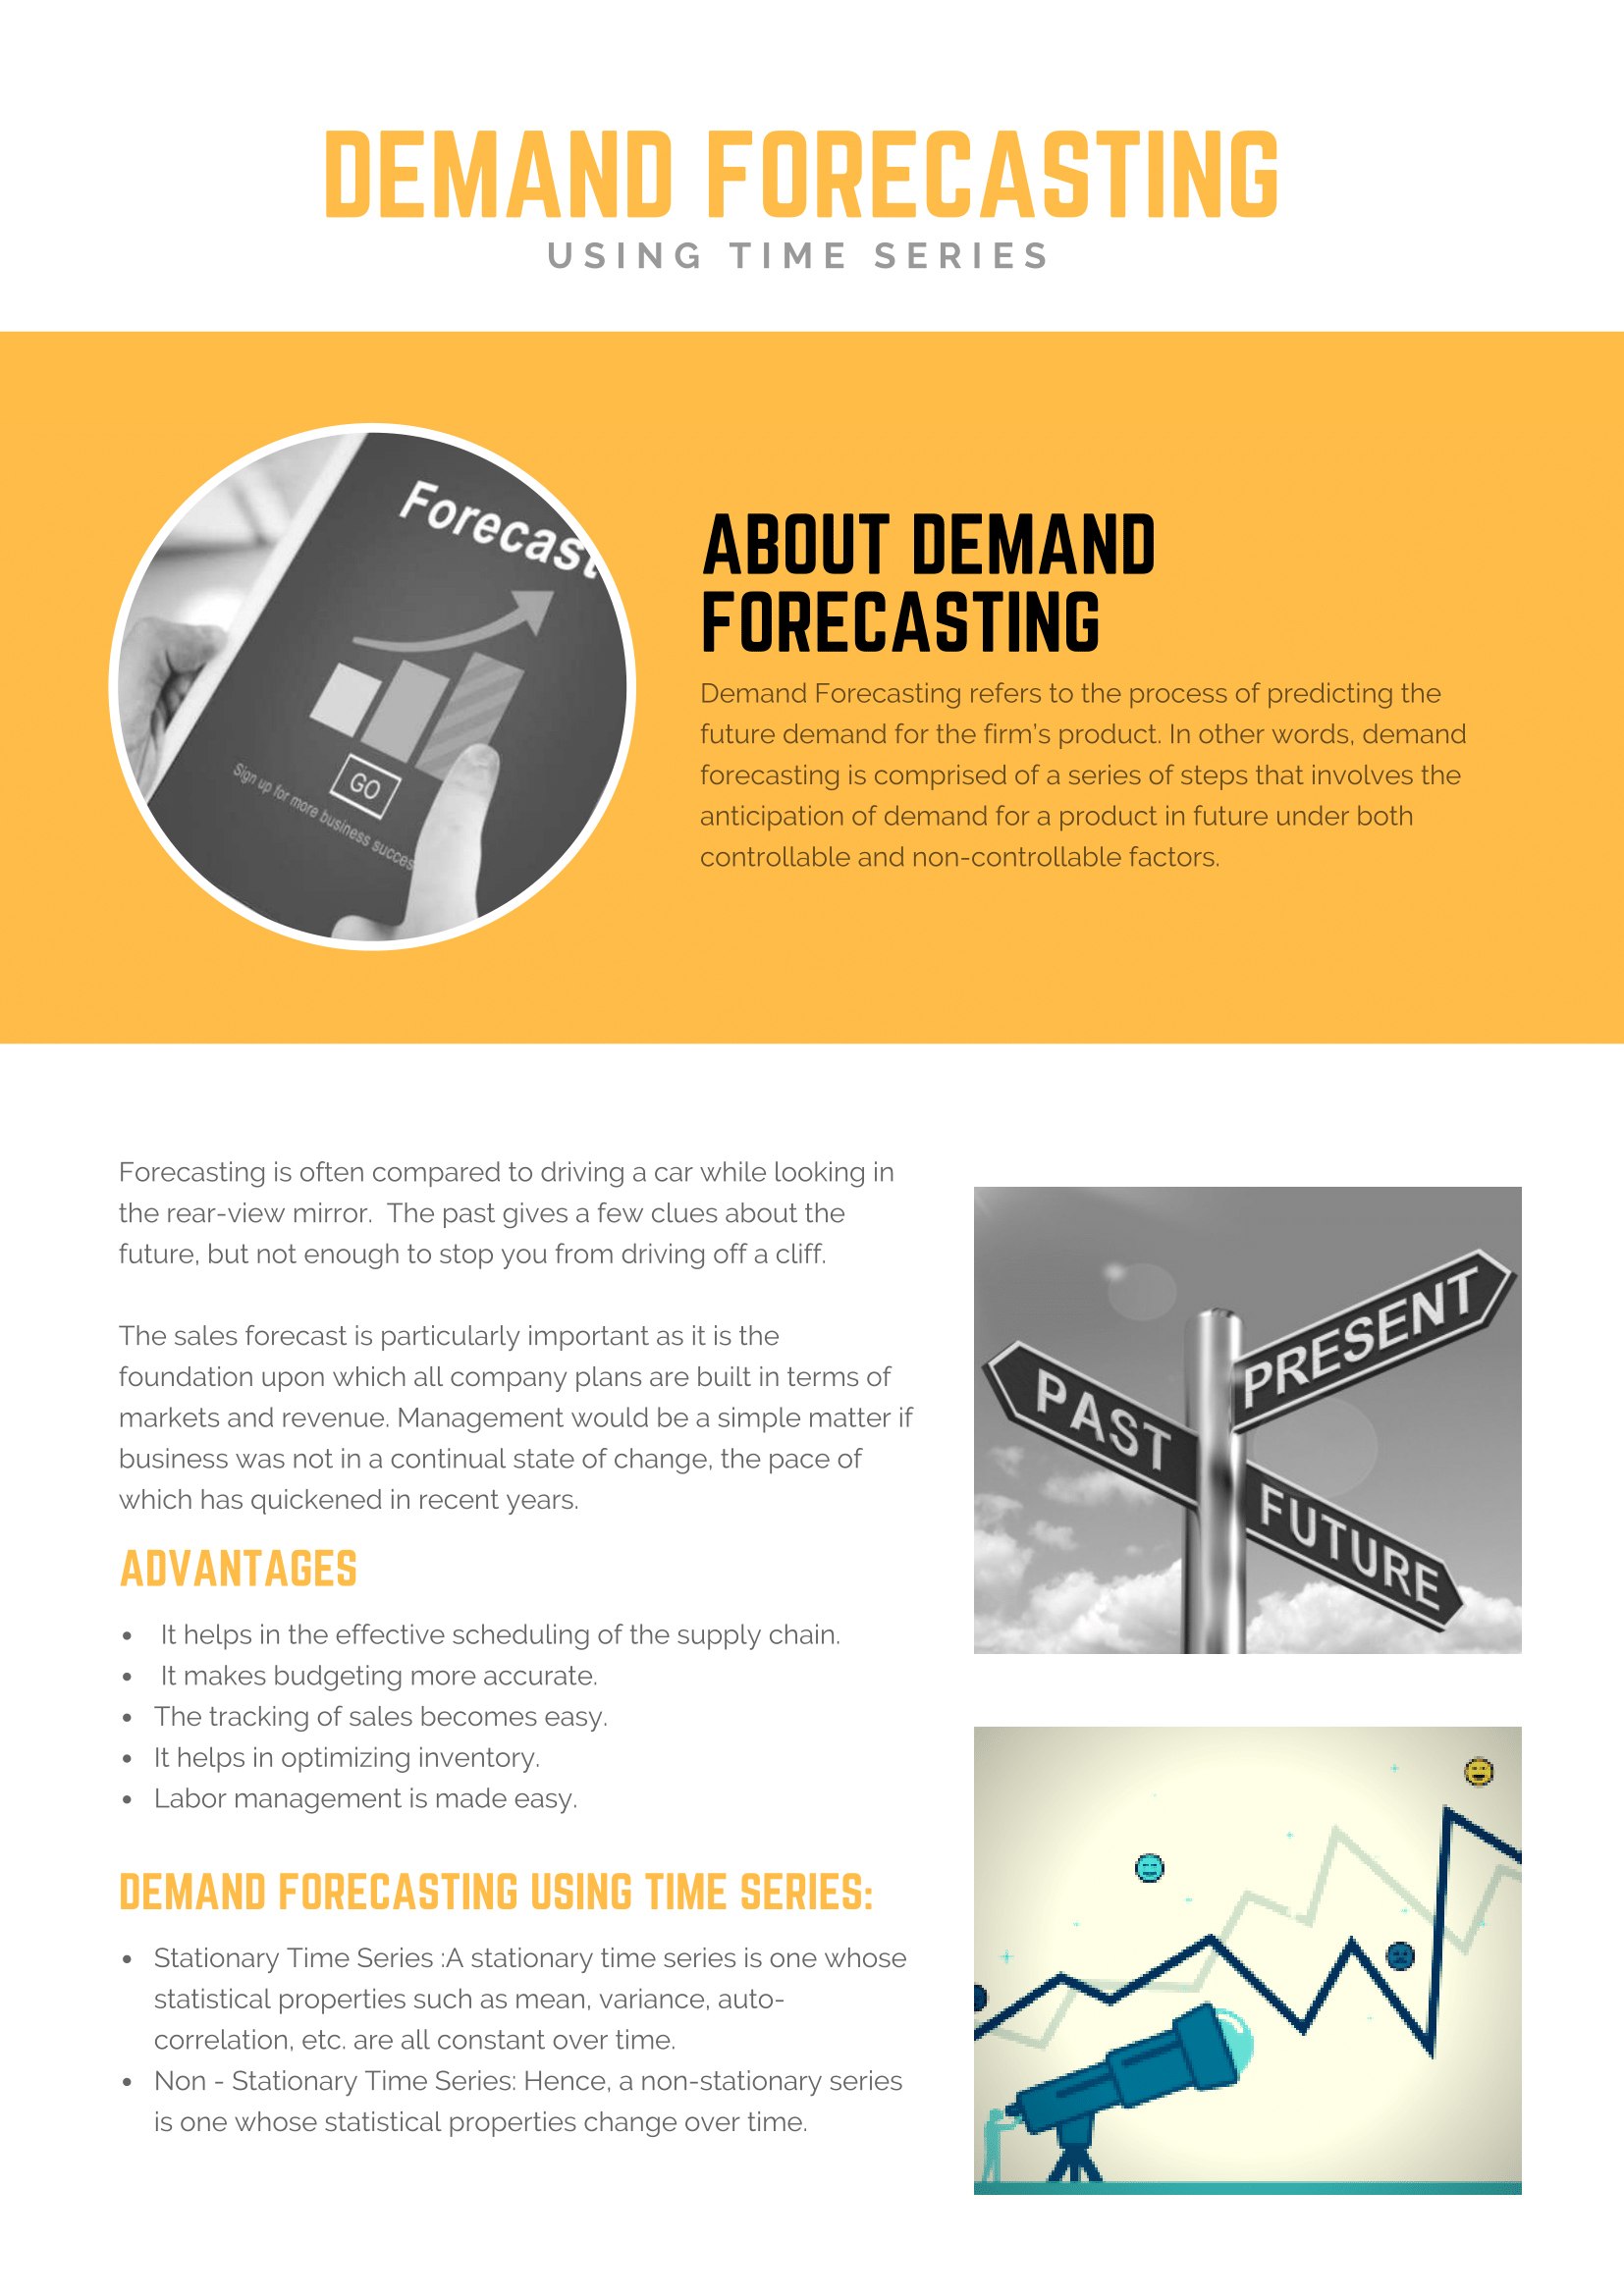 DEMAND FORECASTING
USING TIME SERIES
Forecast
GO
Sign up for more business succes
ABOUT DEMAND
FORECASTING
Demand Forecasting refers to the process of predicting the
future demand for the firm's product. In other words, demand
forecasting is comprised of a series of steps that involves the
anticipation of demand for a product in future under both
controllable and non-controllable factors.
Forecasting is often compared to driving a car while looking in
the rear-view mirror.  The past gives a few clues about the
future, but not enough to stop you from driving off a cliff.
The sales forecast is particularly important as it is the
foundation upon which all company plans are built in terms of
markets and revenue. Management would be a simple matter if
business was not in a continual state of change, the pace of
which has quickened in recent years.
ADVANTAGES
• It helps in the effective scheduling of the supply chain.
• It makes budgeting more accurate.
• The tracking of sales becomes easy.
• It helps in optimizing inventory.
• Labor management is made easy.
DEMAND FORECASTING USING TIME SERIES:
• Stationary Time Series :A stationary time series is one whose
statistical properties such as mean, variance, auto-
correlation, etc. are all constant over time.
• Non - Stationary Time Series: Hence, a non-stationary series
is one whose statistical properties change over time.
PRESENT
PAST
FUTURE